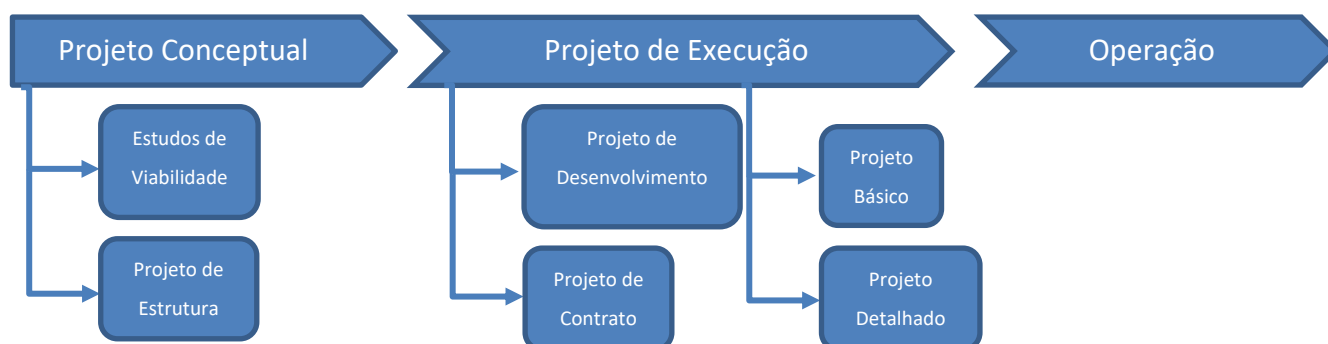 Projeto Conceptual
Projeto de Execução
Operação
Estudos de
Viabilidade
Projeto de
Estrutura
Projeto de
Desenvolvimento
Projeto de
Contrato
Projeto
Básico
Projeto
Detalhado